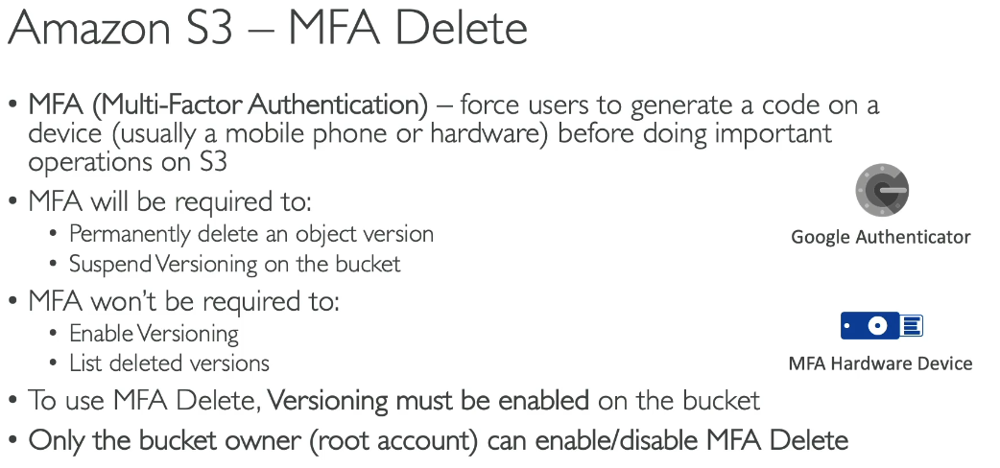 Amazon S3 – MFA Delete
• MFA (Multi-Factor Authentication) – force users to generate a code on a
device (usually a mobile phone or hardware) before doing important
operations on S3
• MFA will be required to:
• Permanently delete an object version
• Suspend Versioning on the bucket
• MFA won't be required to:
• Enable Versioning
• List deleted versions
• To use MFA Delete, Versioning must be enabled on the bucket
• Only the bucket owner (root account) can enable/disable MFA Delete
Google Authenticator
MFA Hardware Device